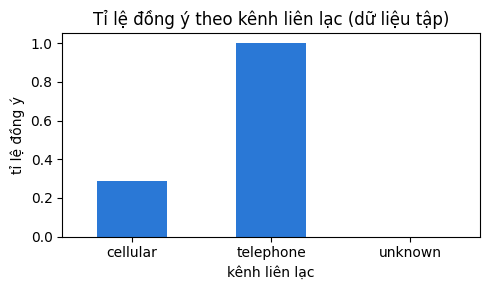 Tỉ lệ đồng ý theo kênh liên lạc (dữ liệu tập)
tỉ lệ đồng ý
1.0
0.8
0.6
0.4
0.2
0.0
cellular telephone unknown
kênh liên lạc